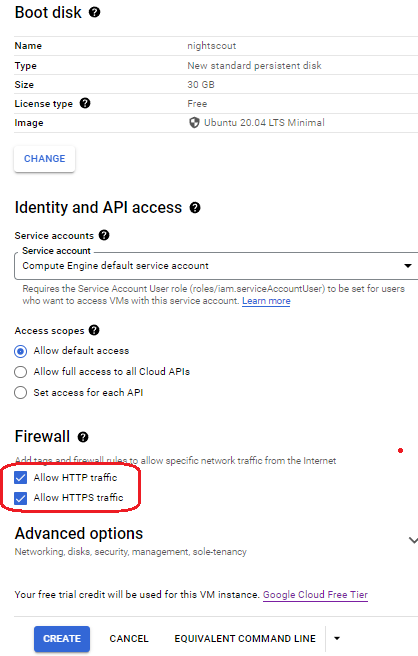 Boot disk
Name nightscout
Type New standard persistent disk
Size 30 GB
License type Free
Image Ubuntu 20.04 LTS Minimal
CHANGE
Identity and API access
Service accounts
Service account
Compute Engine default service account
Requires the Service Account User role (roles/iam.serviceAccountUser) to be set for users
who want to access VMs with this service account. Learn more
Access scopes
Allow default access
Allow full access to all Cloud APIs
Set access for each API
Firewall
Add tags and firewall rules to allow specific network traffic from the Internet
Allow HTTP traffic
Allow HTTPS traffic
Advanced options
Networking, disks, security, management, sole-tenancy
Your free trial credit will be used for this VM instance. Google Cloud Free Tier
CREATE CANCEL EQUIVALENT COMMAND LINE